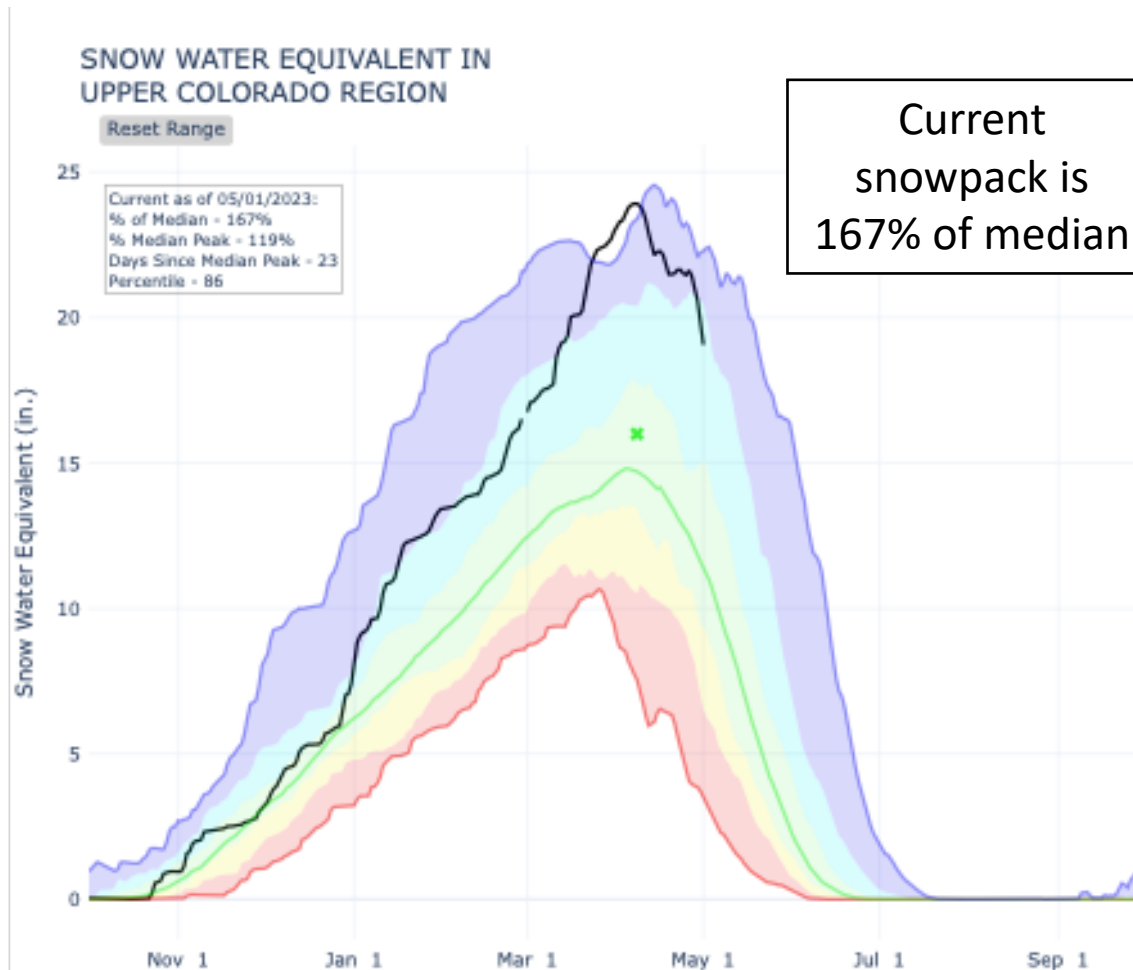 SNOW WATER EQUIVALENT IN
UPPER COLORADO REGION
Reset Range
Current
snowpack is
167% of median
Current as of 05/01/2023:
% of Median - 167%
% Median Peak - 119%
Days Since Median Peak - 23
Percentile - 86
Snow Water Equivalent (in.)
25
20
15
10
5
0
Nov 1 Jan 1 Mar 1 May 1 Jul 1 Sep 1